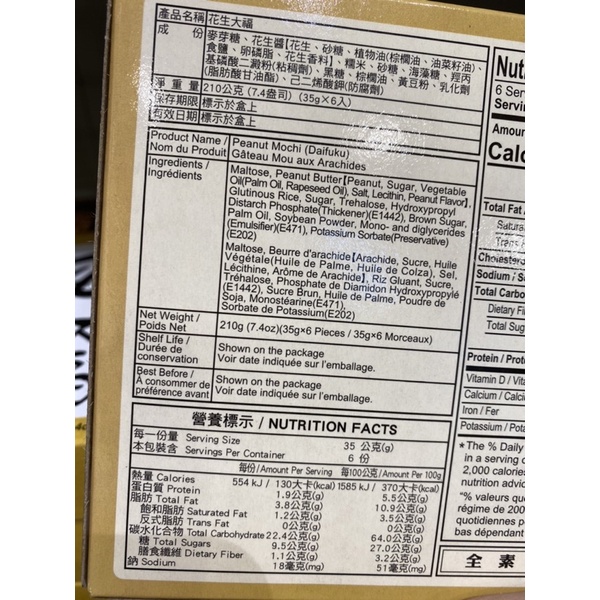 產品名稱 花生大福
成份 麥芽糖、花生醬【花生、砂糖、植物油(棕櫚油、油菜籽油)、
食鹽、卵磷脂、花生香料】、糯米、砂糖、海藻糖、羥丙
基磷酸二澱粉(粘稠劑)、黑糖、棕櫚油、黃豆粉、乳化劑
(脂肪酸甘油酯)、己二烯酸鉀(防腐劑)
淨重量 210公克 (7.4盎司) (35g×6入)
保存期限 標示於盒上
有效日期 標示於盒上
Product Name / Peanut Mochi (Daifuku)
Nom du Produit Gâteau Mou aux Arachides
Ingredients /
Ingrédients
Maltose, Peanut Butter【Peanut, Sugar, Vegetable
Oil(Palm Oil, Rapeseed Oil), Salt, Lecithin, Peanut Flavor】,
Glutinous Rice, Sugar, Trehalose, Hydroxypropyl
Distarch Phosphate(Thickener)(E1442), Brown Sugar,
Palm Oil, Soybean Powder, Mono- and diglycerides
(Emulsifier)(E471), Potassium Sorbate(Preservative)
(E202)
Maltose, Beurre d'arachide【Arachide, Sucre, Huile
Végétale(Huile de Palme, Huile de Colza), Sel,
Lécithine, Arôme de Arachide】, Riz Gluant, Sucre,
Tréhalose, Phosphate de Diamidon Hydroxypropylé
(E1442), Sucre Brun, Huile de Palme, Poudre de
Soja, Monostéarine(E471),
Sorbate de Potassium(E202)
Net Weight /
Poids Net
210g (7.4oz)(35g×6 Pieces / 35g×6 Morceaux)
Shelf Life /
Durée de
conservation
Shown on the package
Voir date indiquée sur l'emballage.
Best Before /
À consommer de
préférence avant
Shown on the package
Voir date indiquée sur l'emballage.
營養標示 / NUTRITION FACTS
每一份量 Serving Size 35 公克(g)
本包裝含 Servings Per Container 6 份
每份/Amount Per Serving 每100公克/Amount Per 100g
熱量 Calories 554 kJ / 130大卡(kcal) 1585 kJ / 370大卡(kcal)
蛋白質 Protein 1.9公克(g) 5.5公克(g)
脂肪 Total Fat 3.8公克(g) 10.9公克(g)
飽和脂肪 Saturated Fat 1.2公克(g) 3.5公克(g)
反式脂肪 Trans Fat 0公克(g) 0公克(g)
碳水化合物 Total Carbohydrate 22.4公克(g) 64.0公克(g)
糖 Total Sugars 9.5公克(g) 27.0公克(g)
膳食纖維 Dietary Fiber 1.1公克(g) 3.2公克(g)
鈉 Sodium 18毫克(mg) 51毫克(mg)
6 Ser
Servin
Amoun
Total Fat
Trans
Sodium /
Total Carbo
Dietary Fi
Total Sug
Protein / Prot
Vitamin D / Vita
Calcium / Calci
Iron / Fer
Potassium / Pota
* The % Daily
in a serving o
2,000 calories
nutrition advic
"% valeurs qu
régime de 200
quotidiennes p
bas dépendant
全素